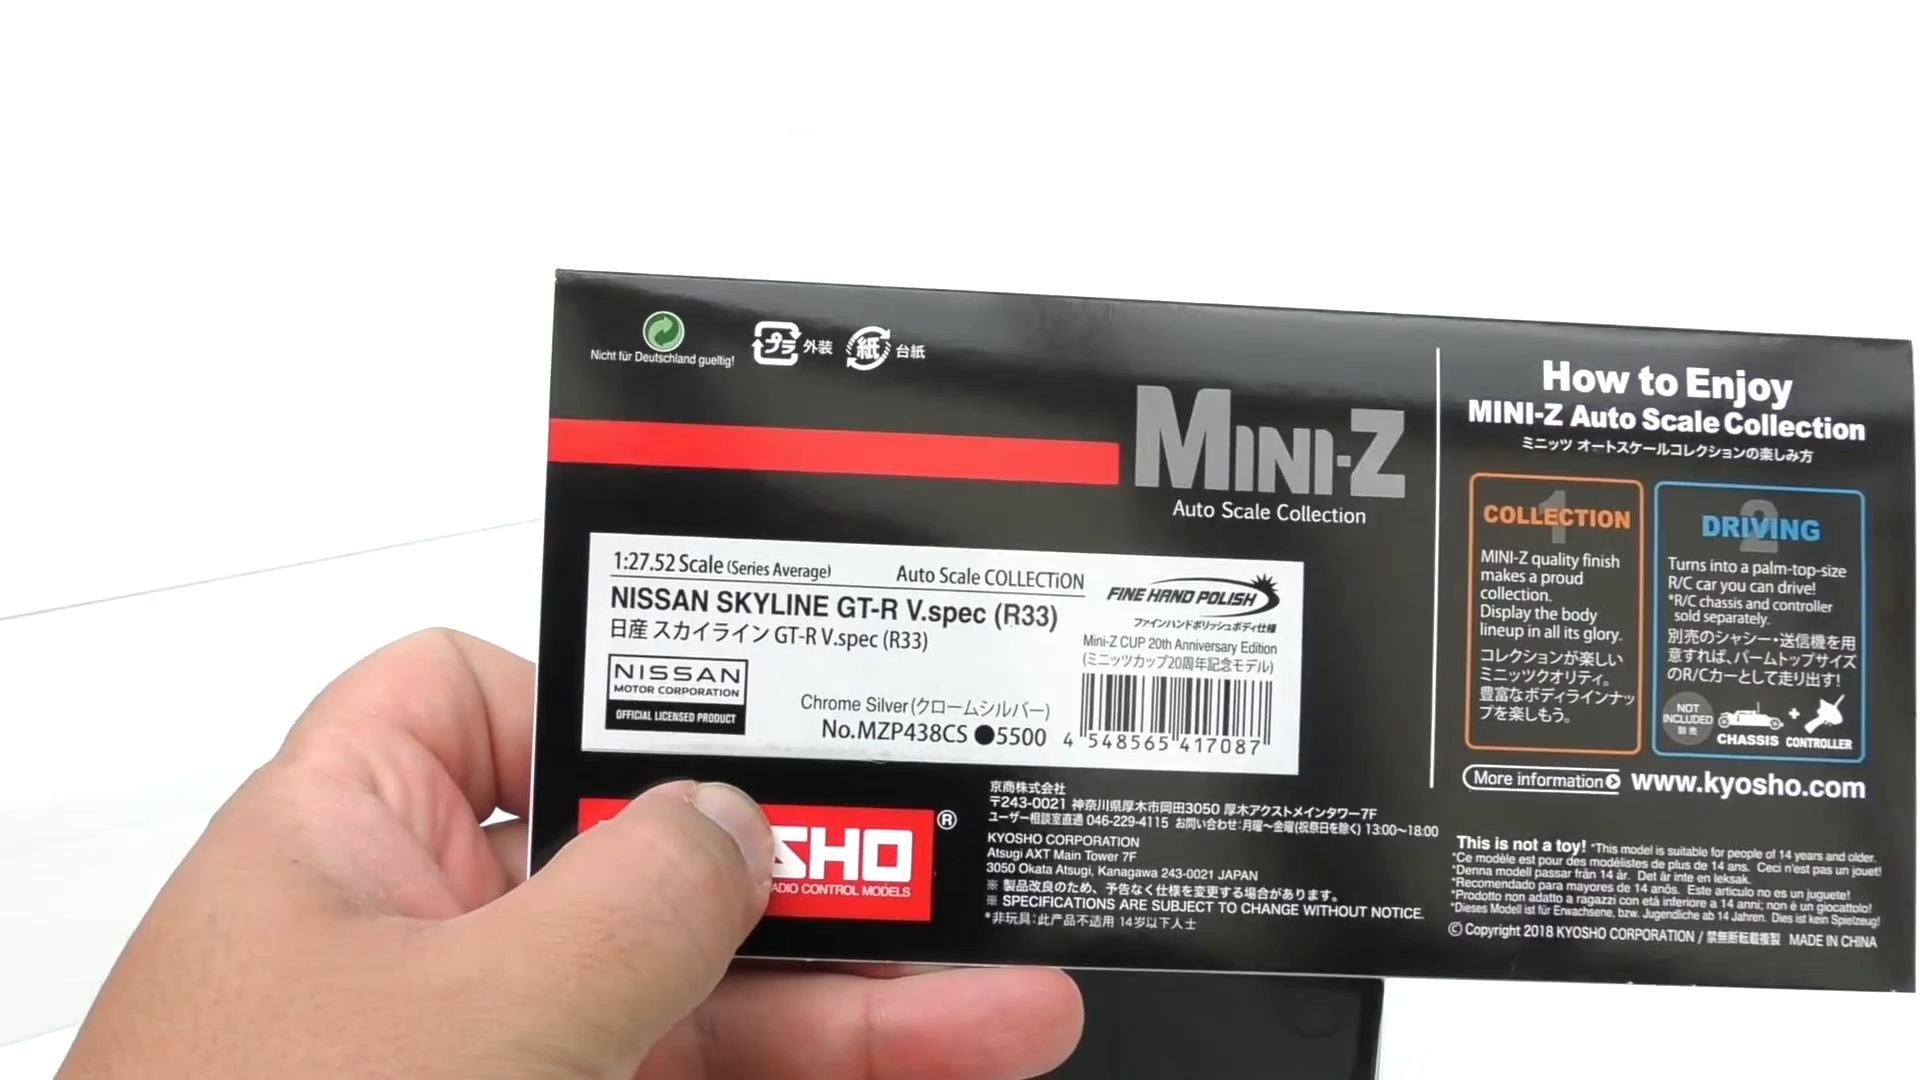 Nicht für Deutschland gueltig!
プラ 外装 紙 台紙
MINI-Z
Auto Scale Collection
1:27.52 Scale (Series Average) Auto Scale COLLECTiON
NISSAN SKYLINE GT-R V.spec (R33)
日産 スカイライン GT-R V.spec (R33)
FINE HAND POLISH
ファインハンドポリッシュボディ仕様
Mini-Z CUP 20th Anniversary Edition
(ミニッツカップ20周年記念モデル)
NISSAN
MOTOR CORPORATION
OFFICIAL LICENSED PRODUCT
Chrome Silver (クロームシルバー)
No.MZP438CS ●5500
4 548565 417087
SHO
ADIO CONTROL MODELS
®
京商株式会社
〒243-0021 神奈川県厚木市岡田3050 厚木アクストメインタワー7F
ユーザー相談室直通 046-229-4115 お問い合わせ:月曜~金曜(祝祭日を除く) 13:00~18:00
KYOSHO CORPORATION
Atsugi AXT Main Tower 7F
3050 Okata Atsugi, Kanagawa 243-0021 JAPAN
※ 製品改良のため、予告なく仕様を変更する場合があります。
※ SPECIFICATIONS ARE SUBJECT TO CHANGE WITHOUT NOTICE.
*非玩具:此产品不适用 14岁以下人士
How to Enjoy
MINI-Z Auto Scale Collection
ミニッツ オートスケールコレクションの楽しみ方
1
COLLECTION
MINI-Z quality finish
makes a proud
collection.
Display the body
lineup in all its glory.
コレクションが楽しい
ミニッツクオリティ。
豊富なボディラインナッ
プを楽しもう。
2
DRIVING
Turns into a palm-top-size
R/C car you can drive!
*R/C chassis and controller
sold separately.
別売のシャシー・送信機を用
意すれば、パームトップサイズ
のR/Cカーとして走り出す!
NOT
INCLUDED
別売
+
CHASSIS CONTROLLER
More information www.kyosho.com
This is not a toy! *This model is suitable for people of 14 years and older.
*Ce modèle est pour des modélistes de plus de 14 ans. Ceci n'est pas un jouet!
*Denna modell passar från 14 år. Det är inte en leksak.
*Recomendado para mayores de 14 anõs. Este articulo no es un juguete!
*Prodotto non adatto a ragazzi con età inferiore a 14 anni; non è un giocattolo!
*Dieses Modell ist für Erwachsene, bzw. Jugendliche ab 14 Jahren. Dies ist kein Spielzeug!
© Copyright 2018 KYOSHO CORPORATION / 禁無断転載複製 MADE IN CHINA